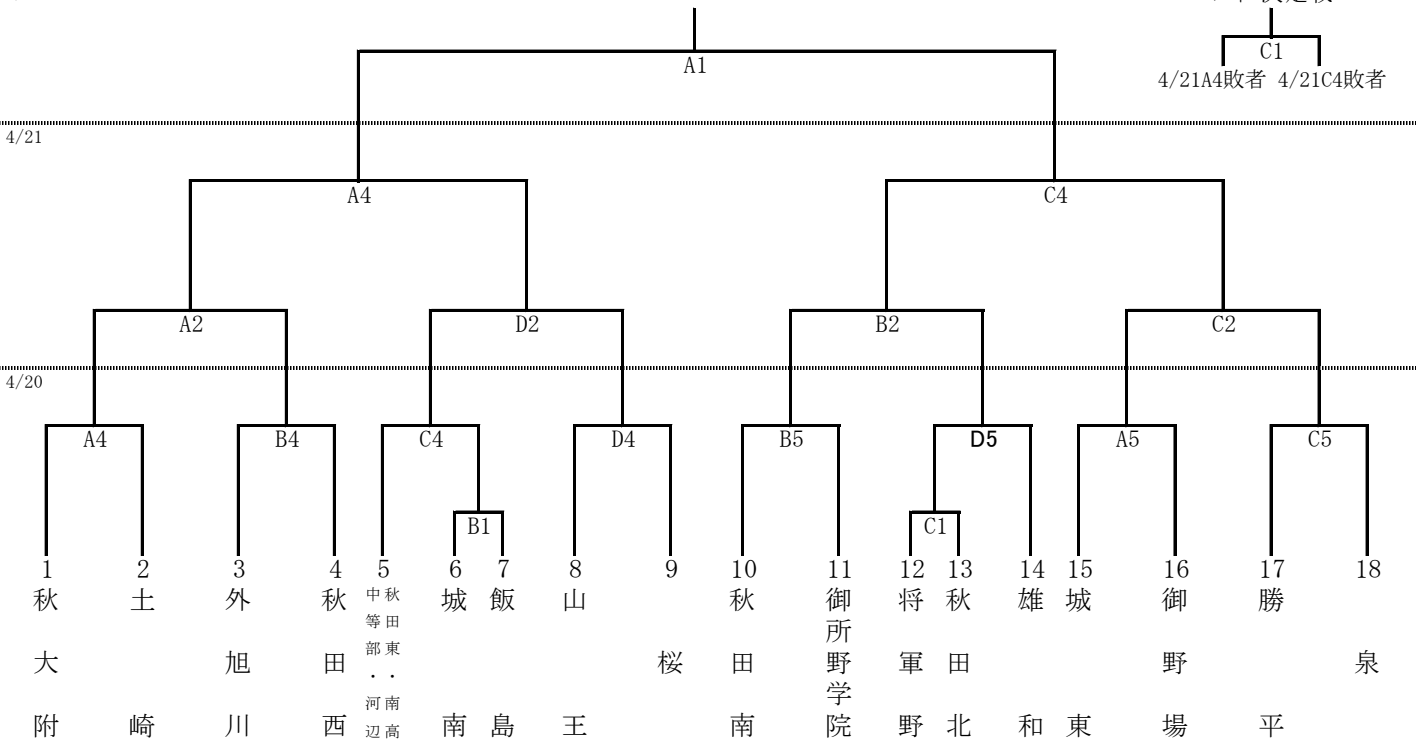 A1
C1
4/21A4敗者 4/21C4敗者
4/21
A4 C4
A2 D2 B2 C2
4/20
A4 B4 C4 D4 B5 D5 A5 C5
B1 C1
1 2 3 4 5 6 7 8 9 10 11 12 13 14 15 16 17 18
秋大附
土崎
外旭川
秋田西
秋田東・南高
中等部・河辺
城南
飯島
山王
桜
秋田南
御所野学院
将軍野
秋田北
雄和
城東
御野場
勝平
泉